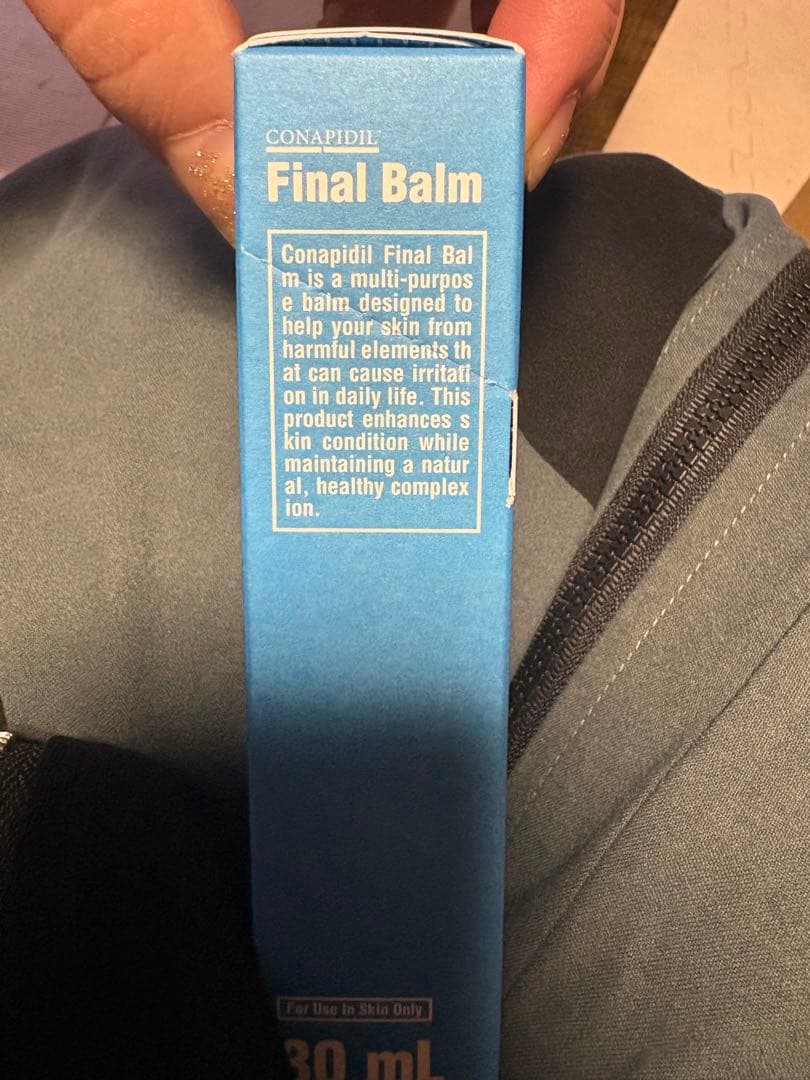 CONAPIDIL™
Final Balm
Conapidil Final Bal
m is a multi-purpos
e balm designed to
help your skin from
harmful elements th
at can cause irritati
on in daily life. This
product enhances s
kin condition while
maintaining a natur
al, healthy complex
ion.
For Use in Skin Only
30 mL